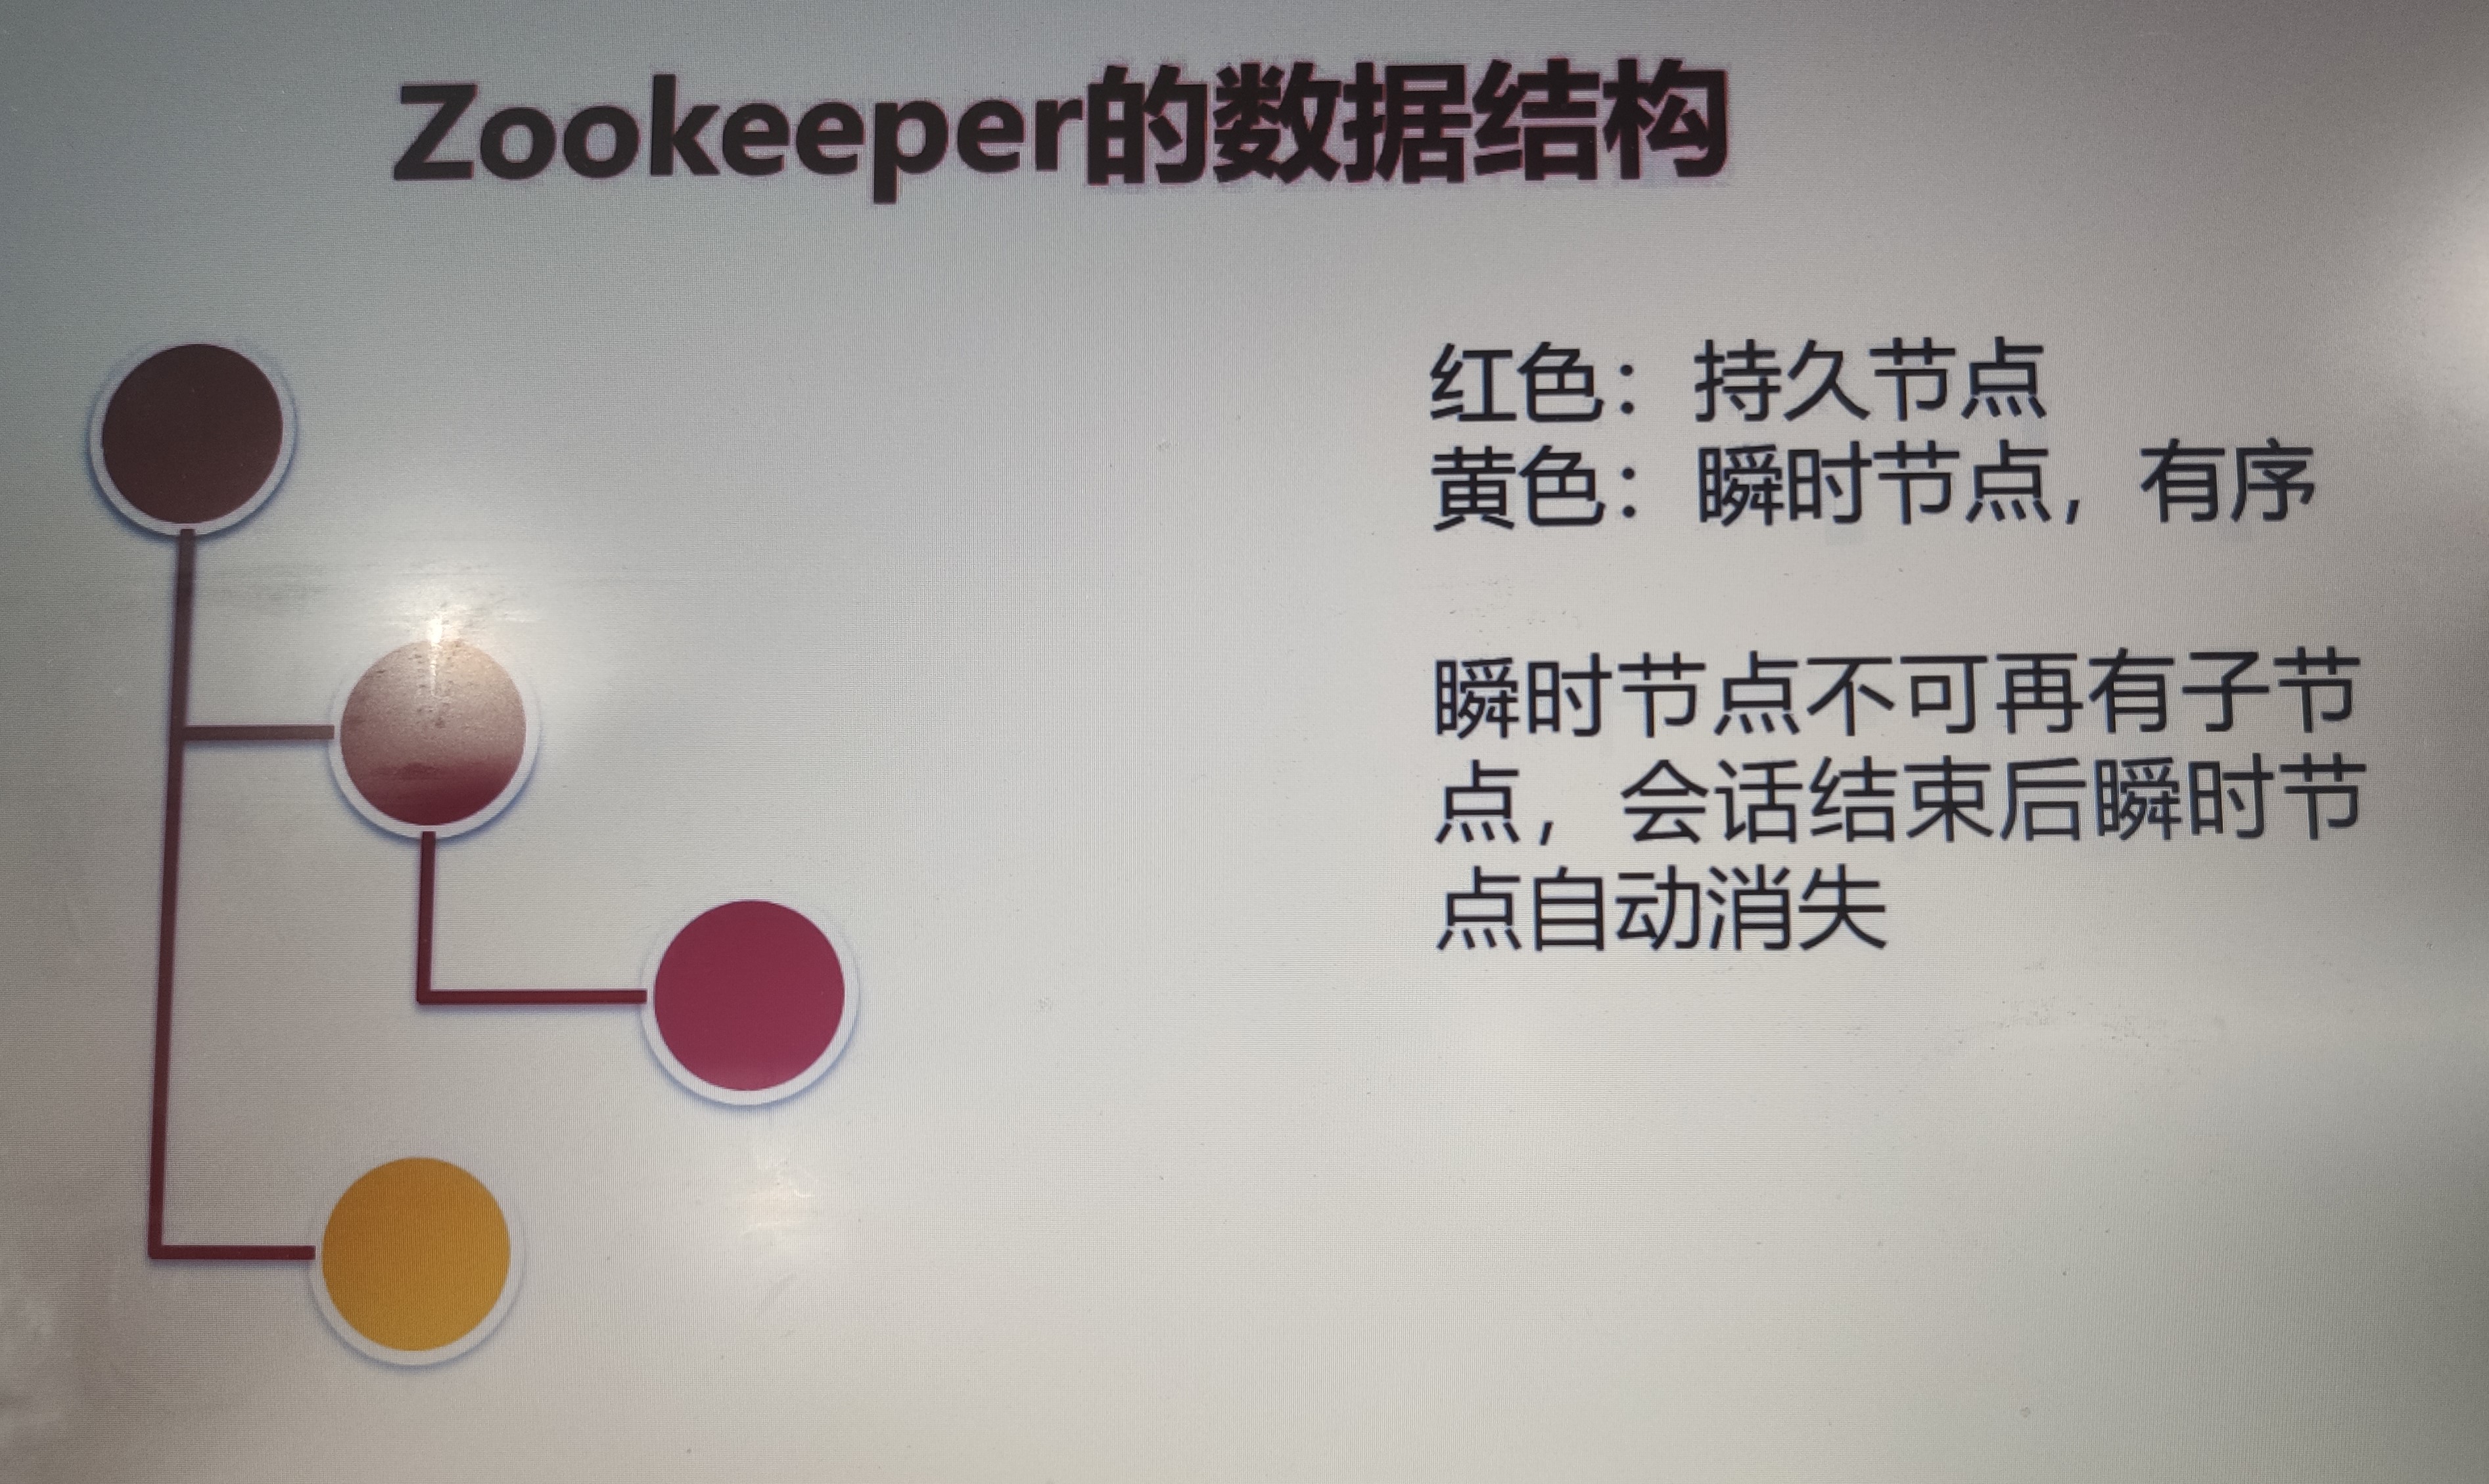 Zookeeper的数据结构
红色：持久节点
黄色：瞬时节点，有序
瞬时节点不可再有子节
点，会话结束后瞬时节
点自动消失